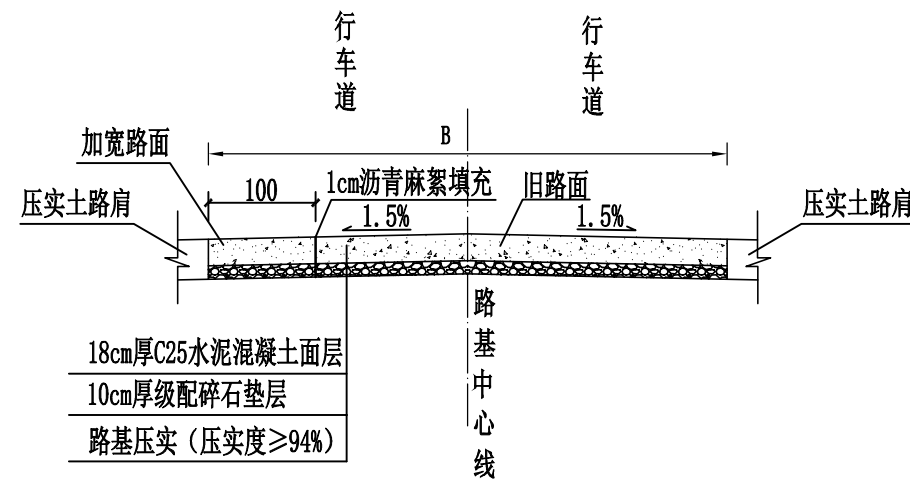 行车道
行车道
B
加宽路面
100
1cm沥青麻絮填充
旧路面
压实土路肩
1.5%
1.5%
压实土路肩
18cm厚C25水泥混凝土面层
10cm厚级配碎石垫层
路基压实（压实度≥94%）
路基中心线